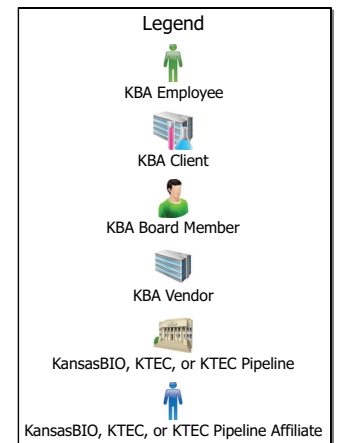 Legend
KBA Employee
KBA Client
KBA Board Member
KBA Vendor
KansasBIO, KTEC, or KTEC Pipeline
KansasBIO, KTEC, or KTEC Pipeline Affiliate